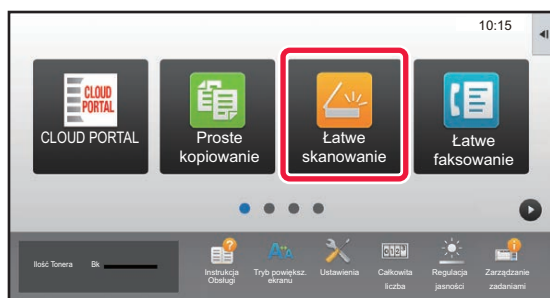 10:15
CLOUD
PORTAL
CLOUD PORTAL
Proste
kopiowanie
Łatwe
skanowanie
Łatwe
faksowanie
Ilość Tonera Bk
Instrukcja
Obsługi
Tryb powiększ.
ekranu
Ustawienia
Całkowita
liczba
Regulacja
jasności
Zarządzanie
zadaniami